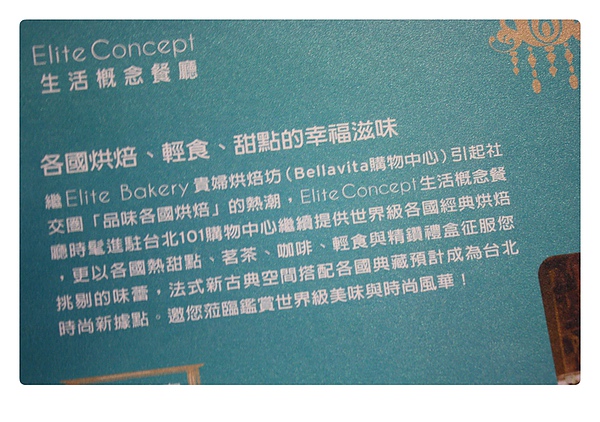 Elite Concept
生活概念餐廳
各國烘焙、輕食、甜點的幸福滋味
繼Elite Bakery貴婦烘焙坊(Bellavita購物中心)引起社
交圈「品味各國烘焙」的熱潮，Elite Concept生活概念餐
廳時髦進駐台北101購物中心繼續提供世界級各國經典烘焙
，更以各國熱甜點、茗茶、咖啡、輕食與精鑽禮盒征服您
挑剔的味蕾，法式新古典空間搭配各國典藏預計成為台北
時尚新據點。邀您蒞臨鑑賞世界級美味與時尚風華！